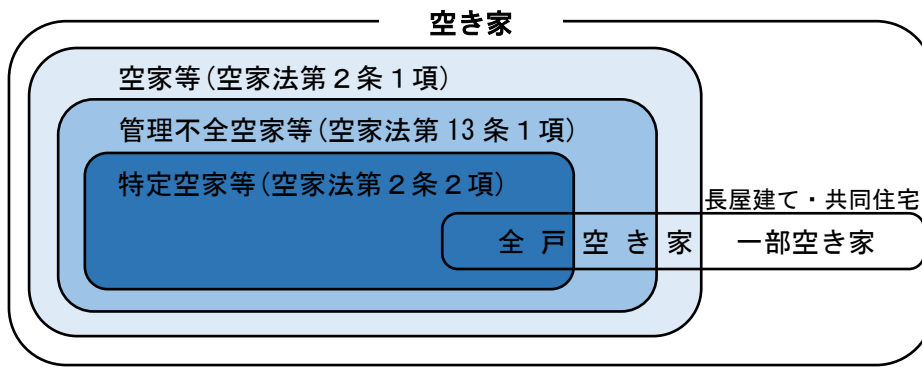 空き家
空家等(空家法第２条１項)
管理不全空家等(空家法第13条１項)
特定空家等(空家法第２条２項)
長屋建て・共同住宅
全戸空き家 一部空き家